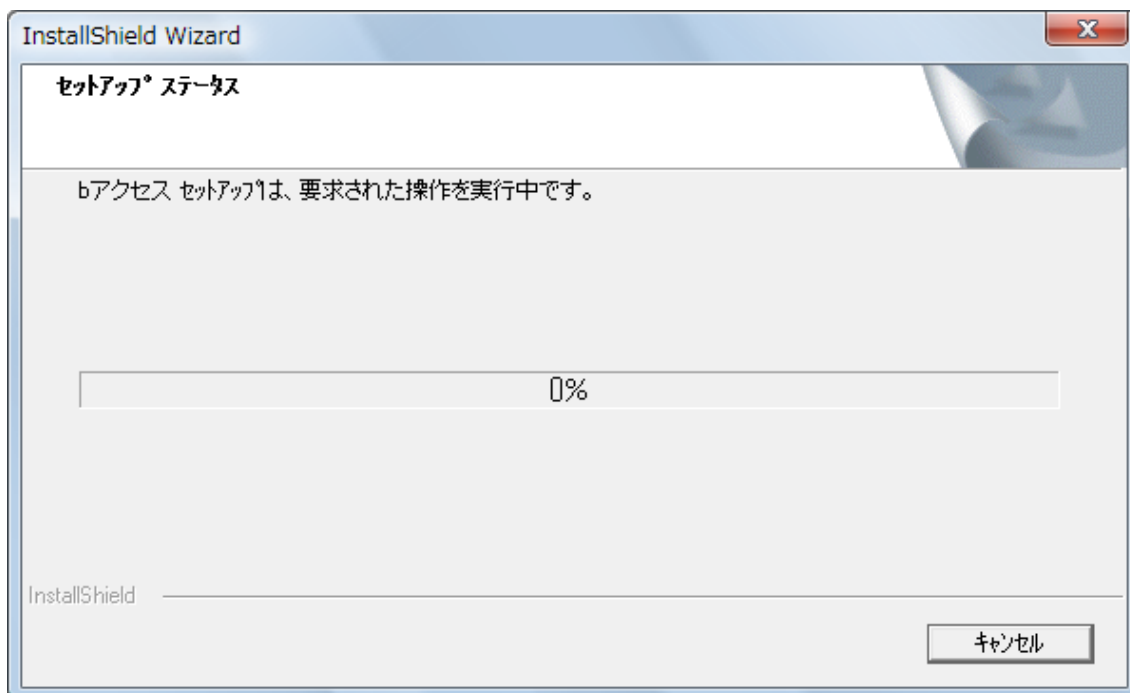 InstallShield Wizard
セットアップ ステータス
bアクセス セットアップは、要求された操作を実行中です。
0%
InstallShield
キャンセル